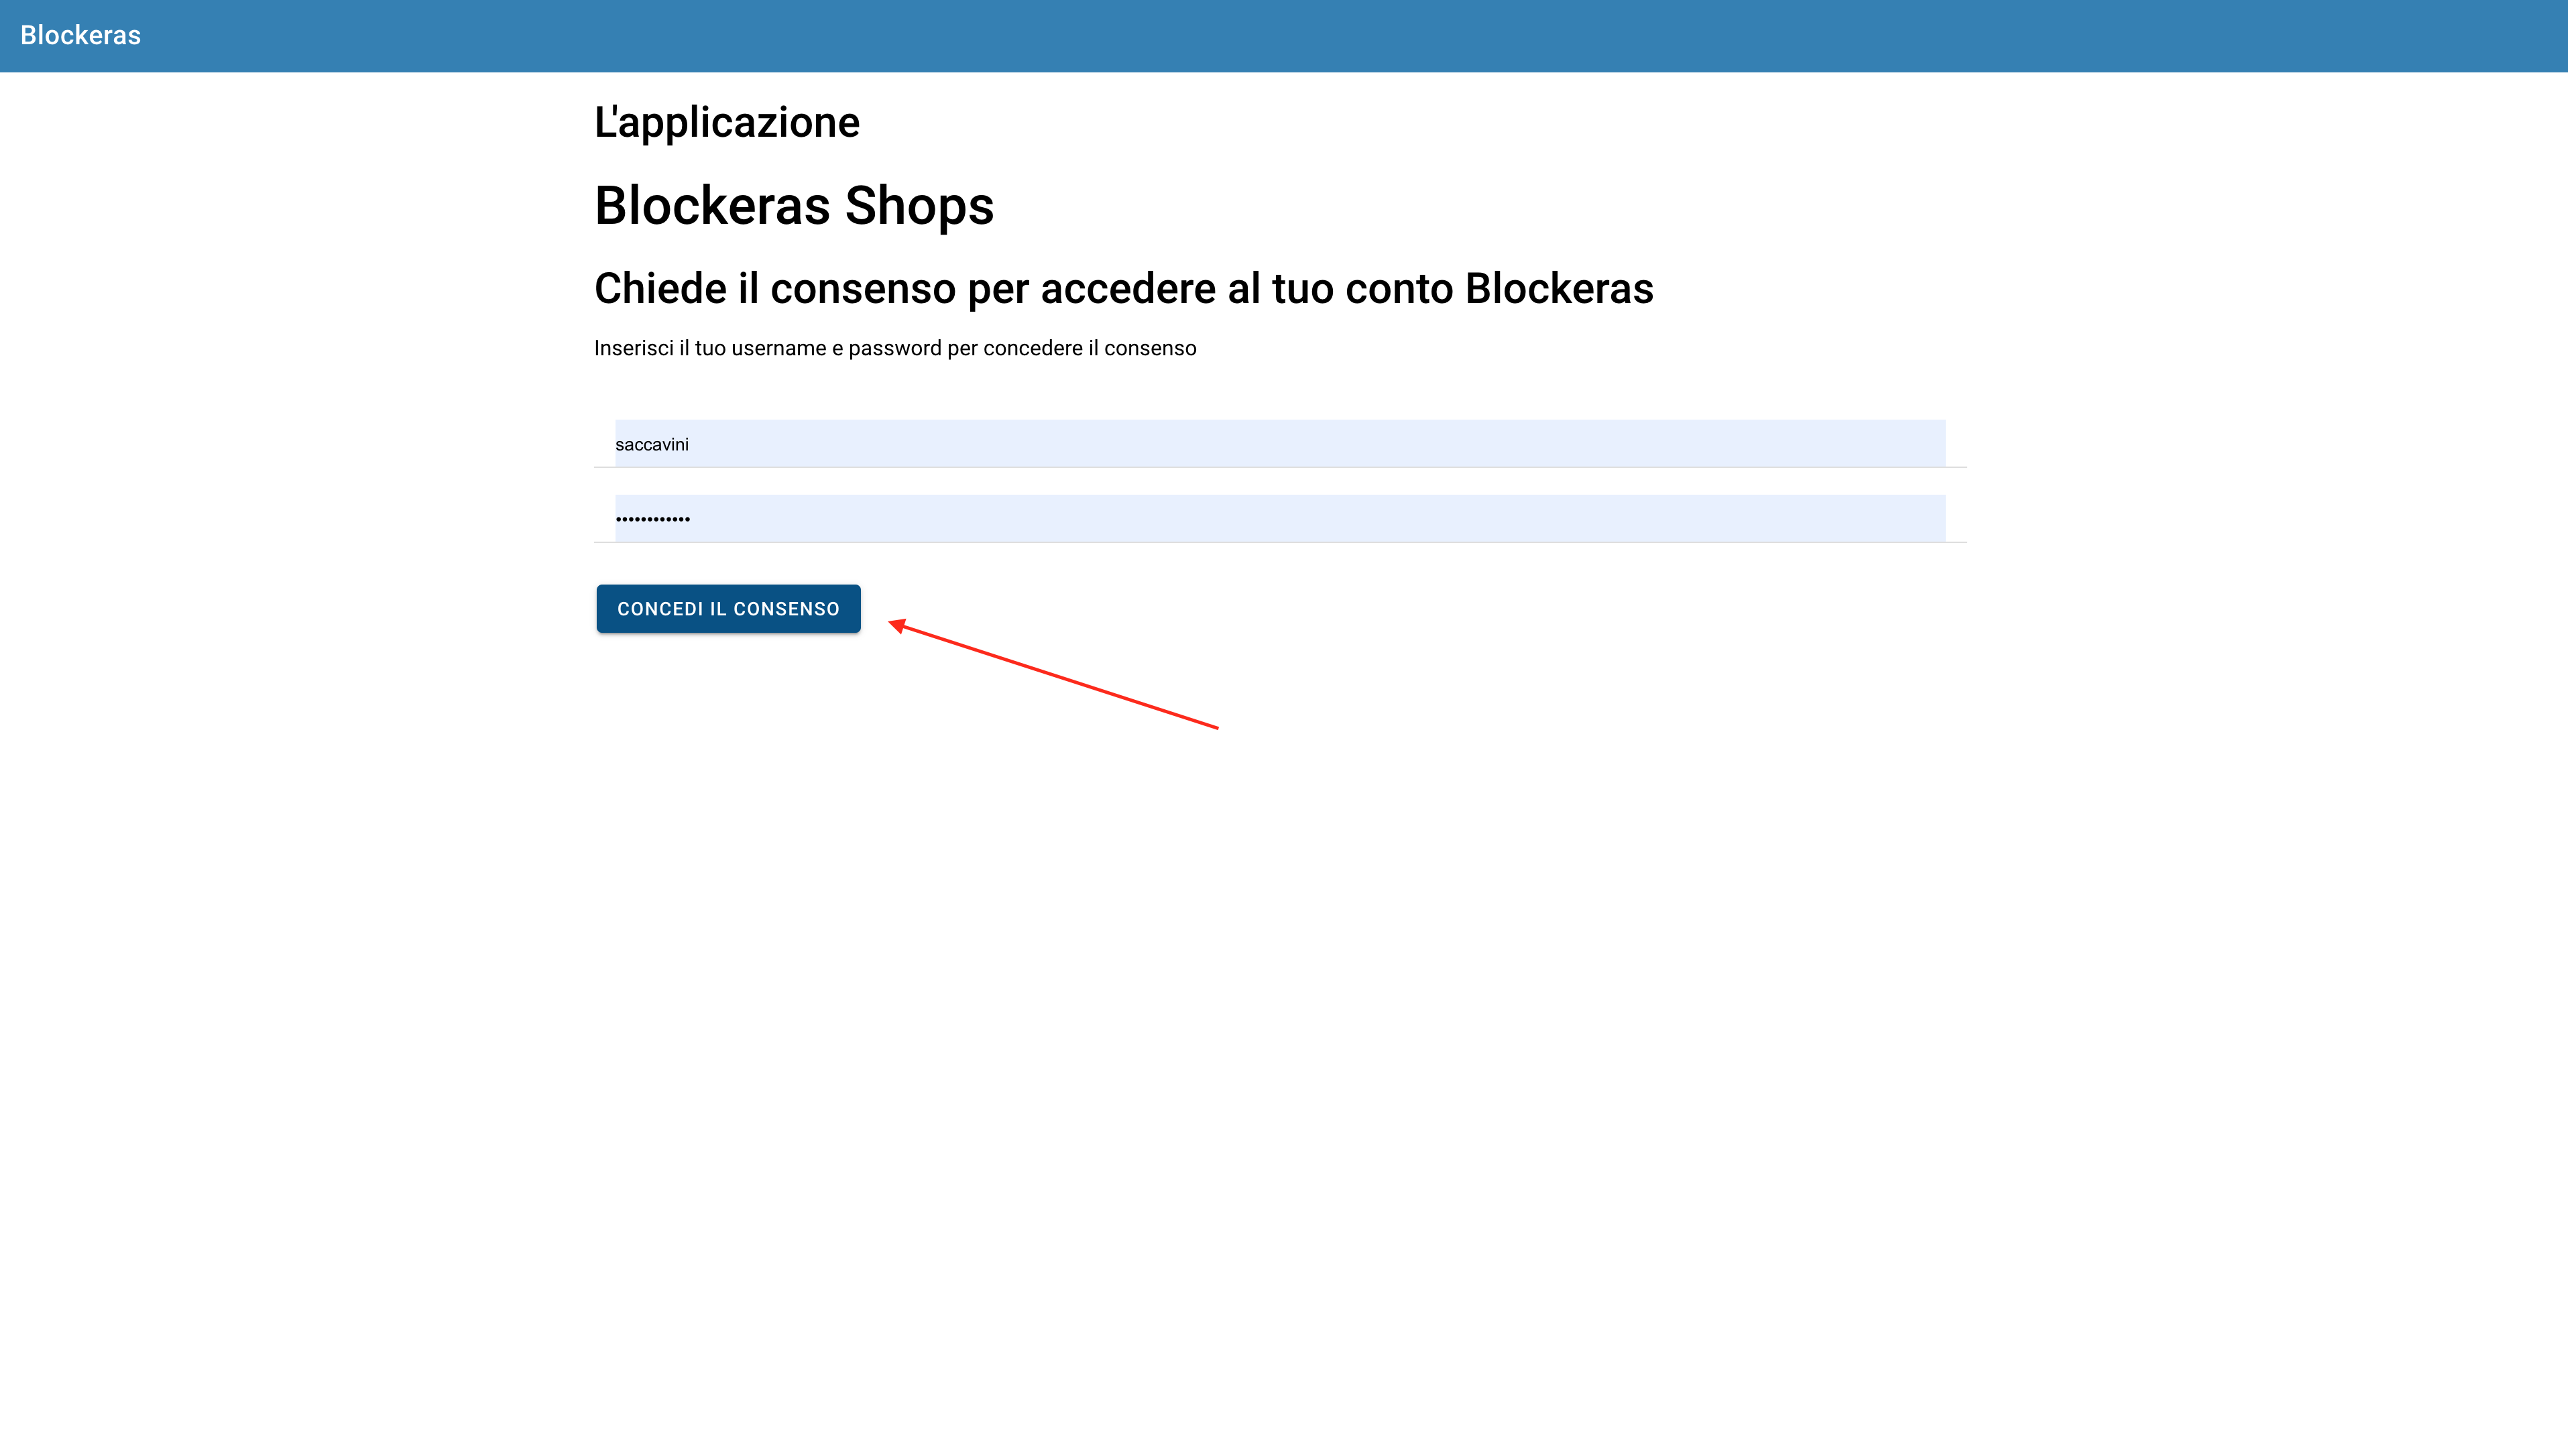 Blockeras
L'applicazione
Blockeras Shops
Chiede il consenso per accedere al tuo conto Blockeras
Inserisci il tuo username e password per concedere il consenso
saccavini
••••••••••••
CONCEDI IL CONSENSO